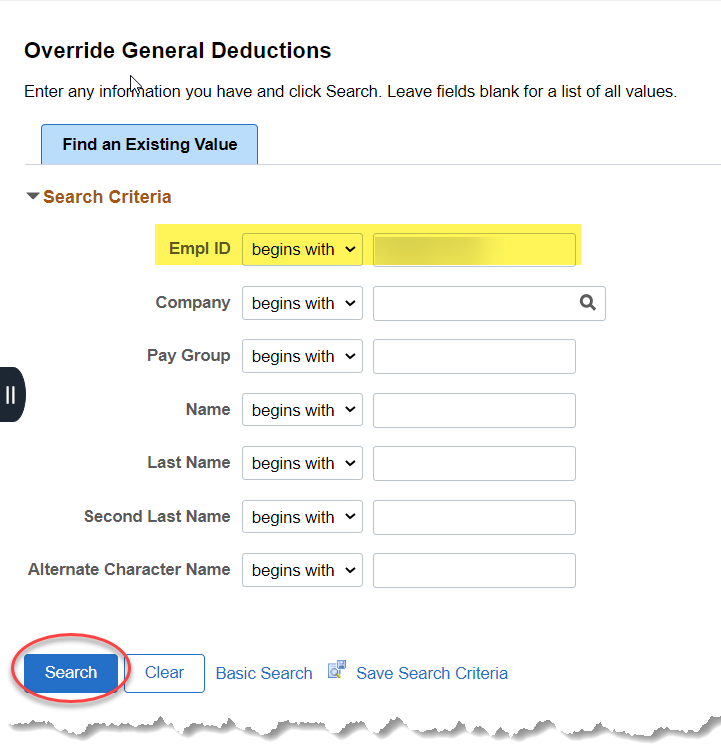 Override General Deductions
Enter any information you have and click Search. Leave fields blank for a list of all values.
Find an Existing Value
Search Criteria
Empl ID begins with
Company begins with
Pay Group begins with
Name begins with
Last Name begins with
Second Last Name begins with
Alternate Character Name begins with
Search Clear Basic Search Save Search Criteria